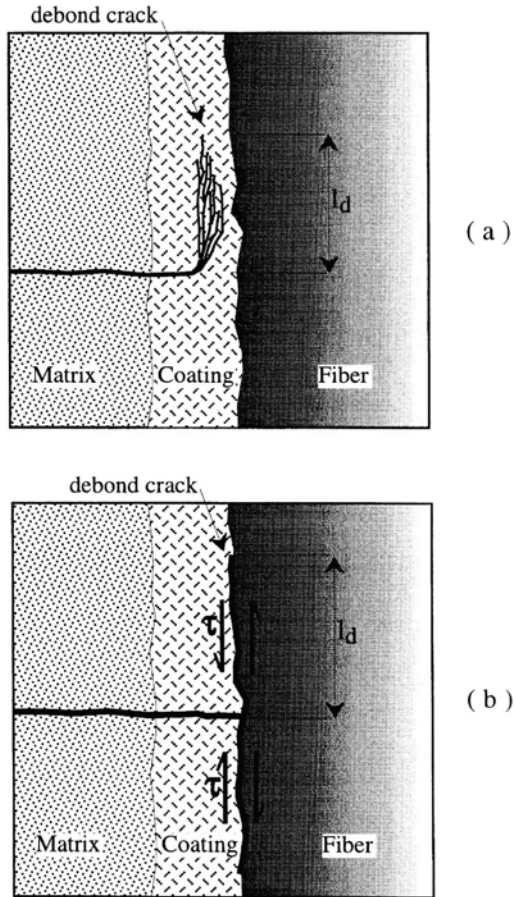 debond crack
l_d
( a )
Matrix Coating Fiber
debond crack
τ
l_d
( b )
τ
Matrix Coating Fiber